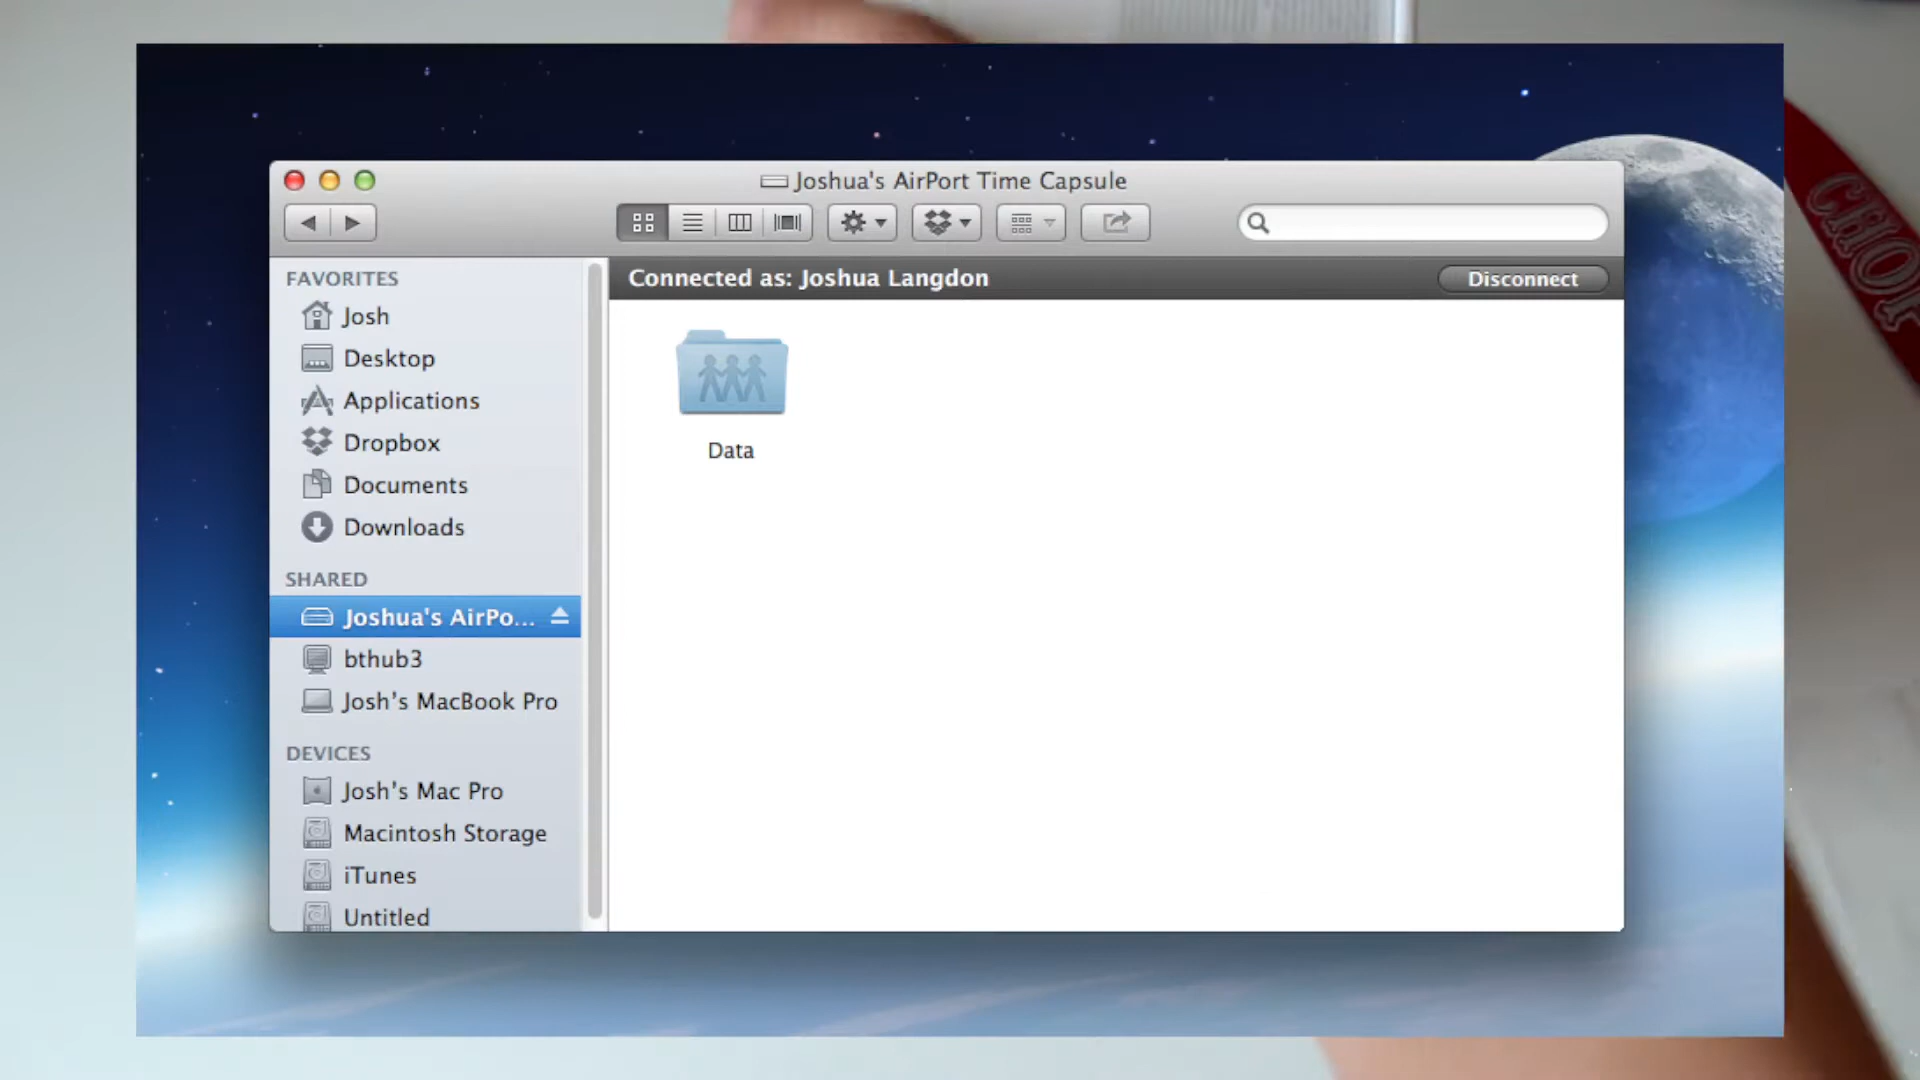 Joshua's AirPort Time Capsule
FAVORITES
Josh
Desktop
Applications
Dropbox
Documents
Downloads
SHARED
Joshua's AirPo...
bthub3
Josh's MacBook Pro
DEVICES
Josh's Mac Pro
Macintosh Storage
iTunes
Untitled
Connected as: Joshua Langdon
Disconnect
Data